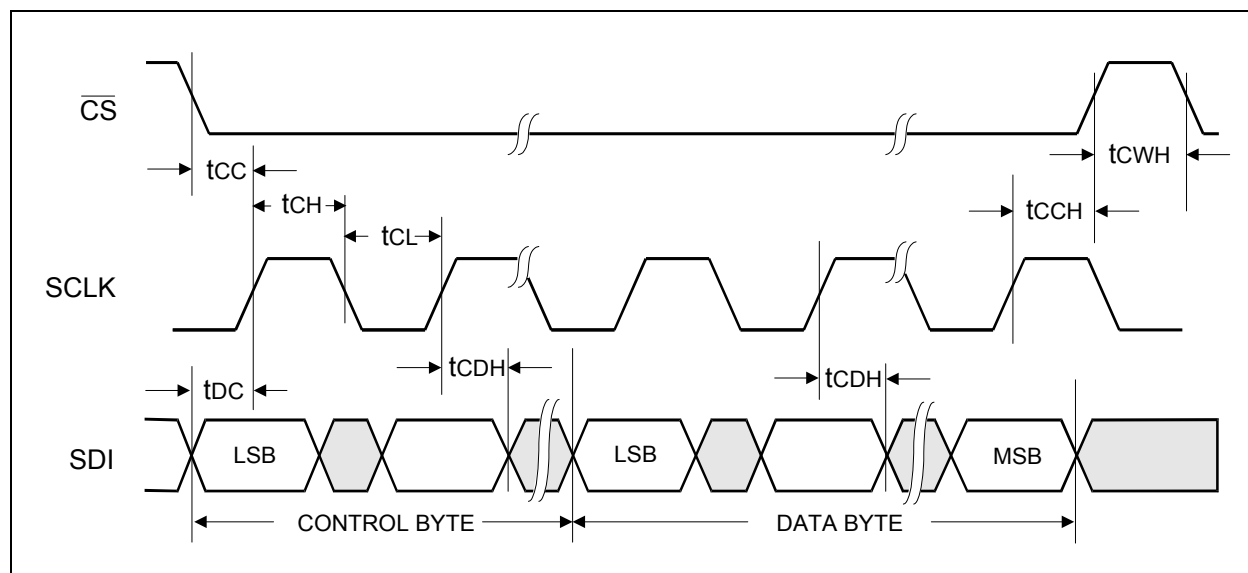 CS
tCC
tCWH
tCH
tCCH
tCL
SCLK
tCDH
tCDH
tDC
SDI
LSB
LSB
MSB
CONTROL BYTE
DATA BYTE